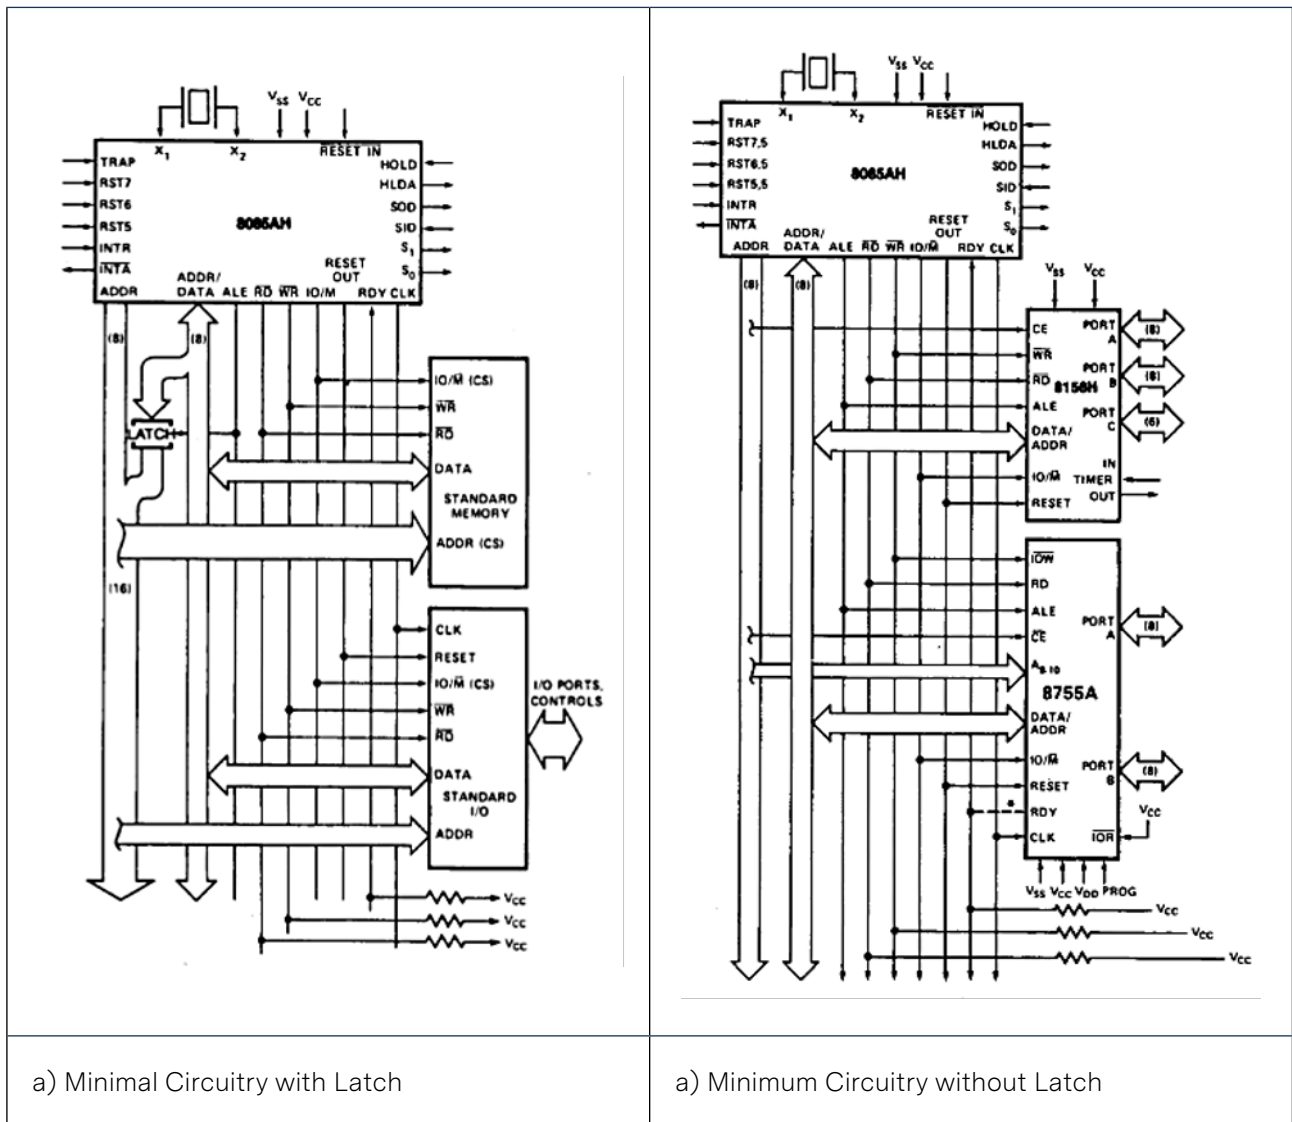 X1 X2 VSS VCC RESET IN
TRAP
RST7
RST6
RST5
INTR
INTA
8085AH
HOLD
HLDA
SOD
SID
S1
S0
RESET
OUT
ADDR ADDR/
DATA ALE RD WR IO/M RDY CLK
(8) (8)
LATCH
IO/M (CS)
WR
RD
DATA
STANDARD
MEMORY
ADDR (CS)
(16)
CLK
RESET
IO/M (CS)
WR
RD
DATA
STANDARD
I/O
ADDR
I/O PORTS,
CONTROLS
VCC
VCC
VCC
a) Minimal Circuitry with Latch
X1 X2 VSS VCC RESET IN
TRAP
RST7,5
RST6,5
RST5,5
INTR
INTA
8085AH
HOLD
HLDA
SOD
SID
S1
S0
RESET
OUT
ADDR ADDR/
DATA ALE RD WR IO/M RDY CLK
(8) (8)
VSS VCC
CE
WR
RD
ALE
DATA/
ADDR
IO/M
RESET
8156H
PORT
A
(8)
PORT
B
(8)
PORT
C
(6)
IN
TIMER
OUT
IOW
RD
ALE
CE
A8-10
8755A
DATA/
ADDR
IO/M
RESET
* RDY
CLK
PORT
A
(8)
PORT
B
(8)
VCC
IOR
VSS VCC VDD PROG
VCC
VCC
VCC
a) Minimum Circuitry without Latch